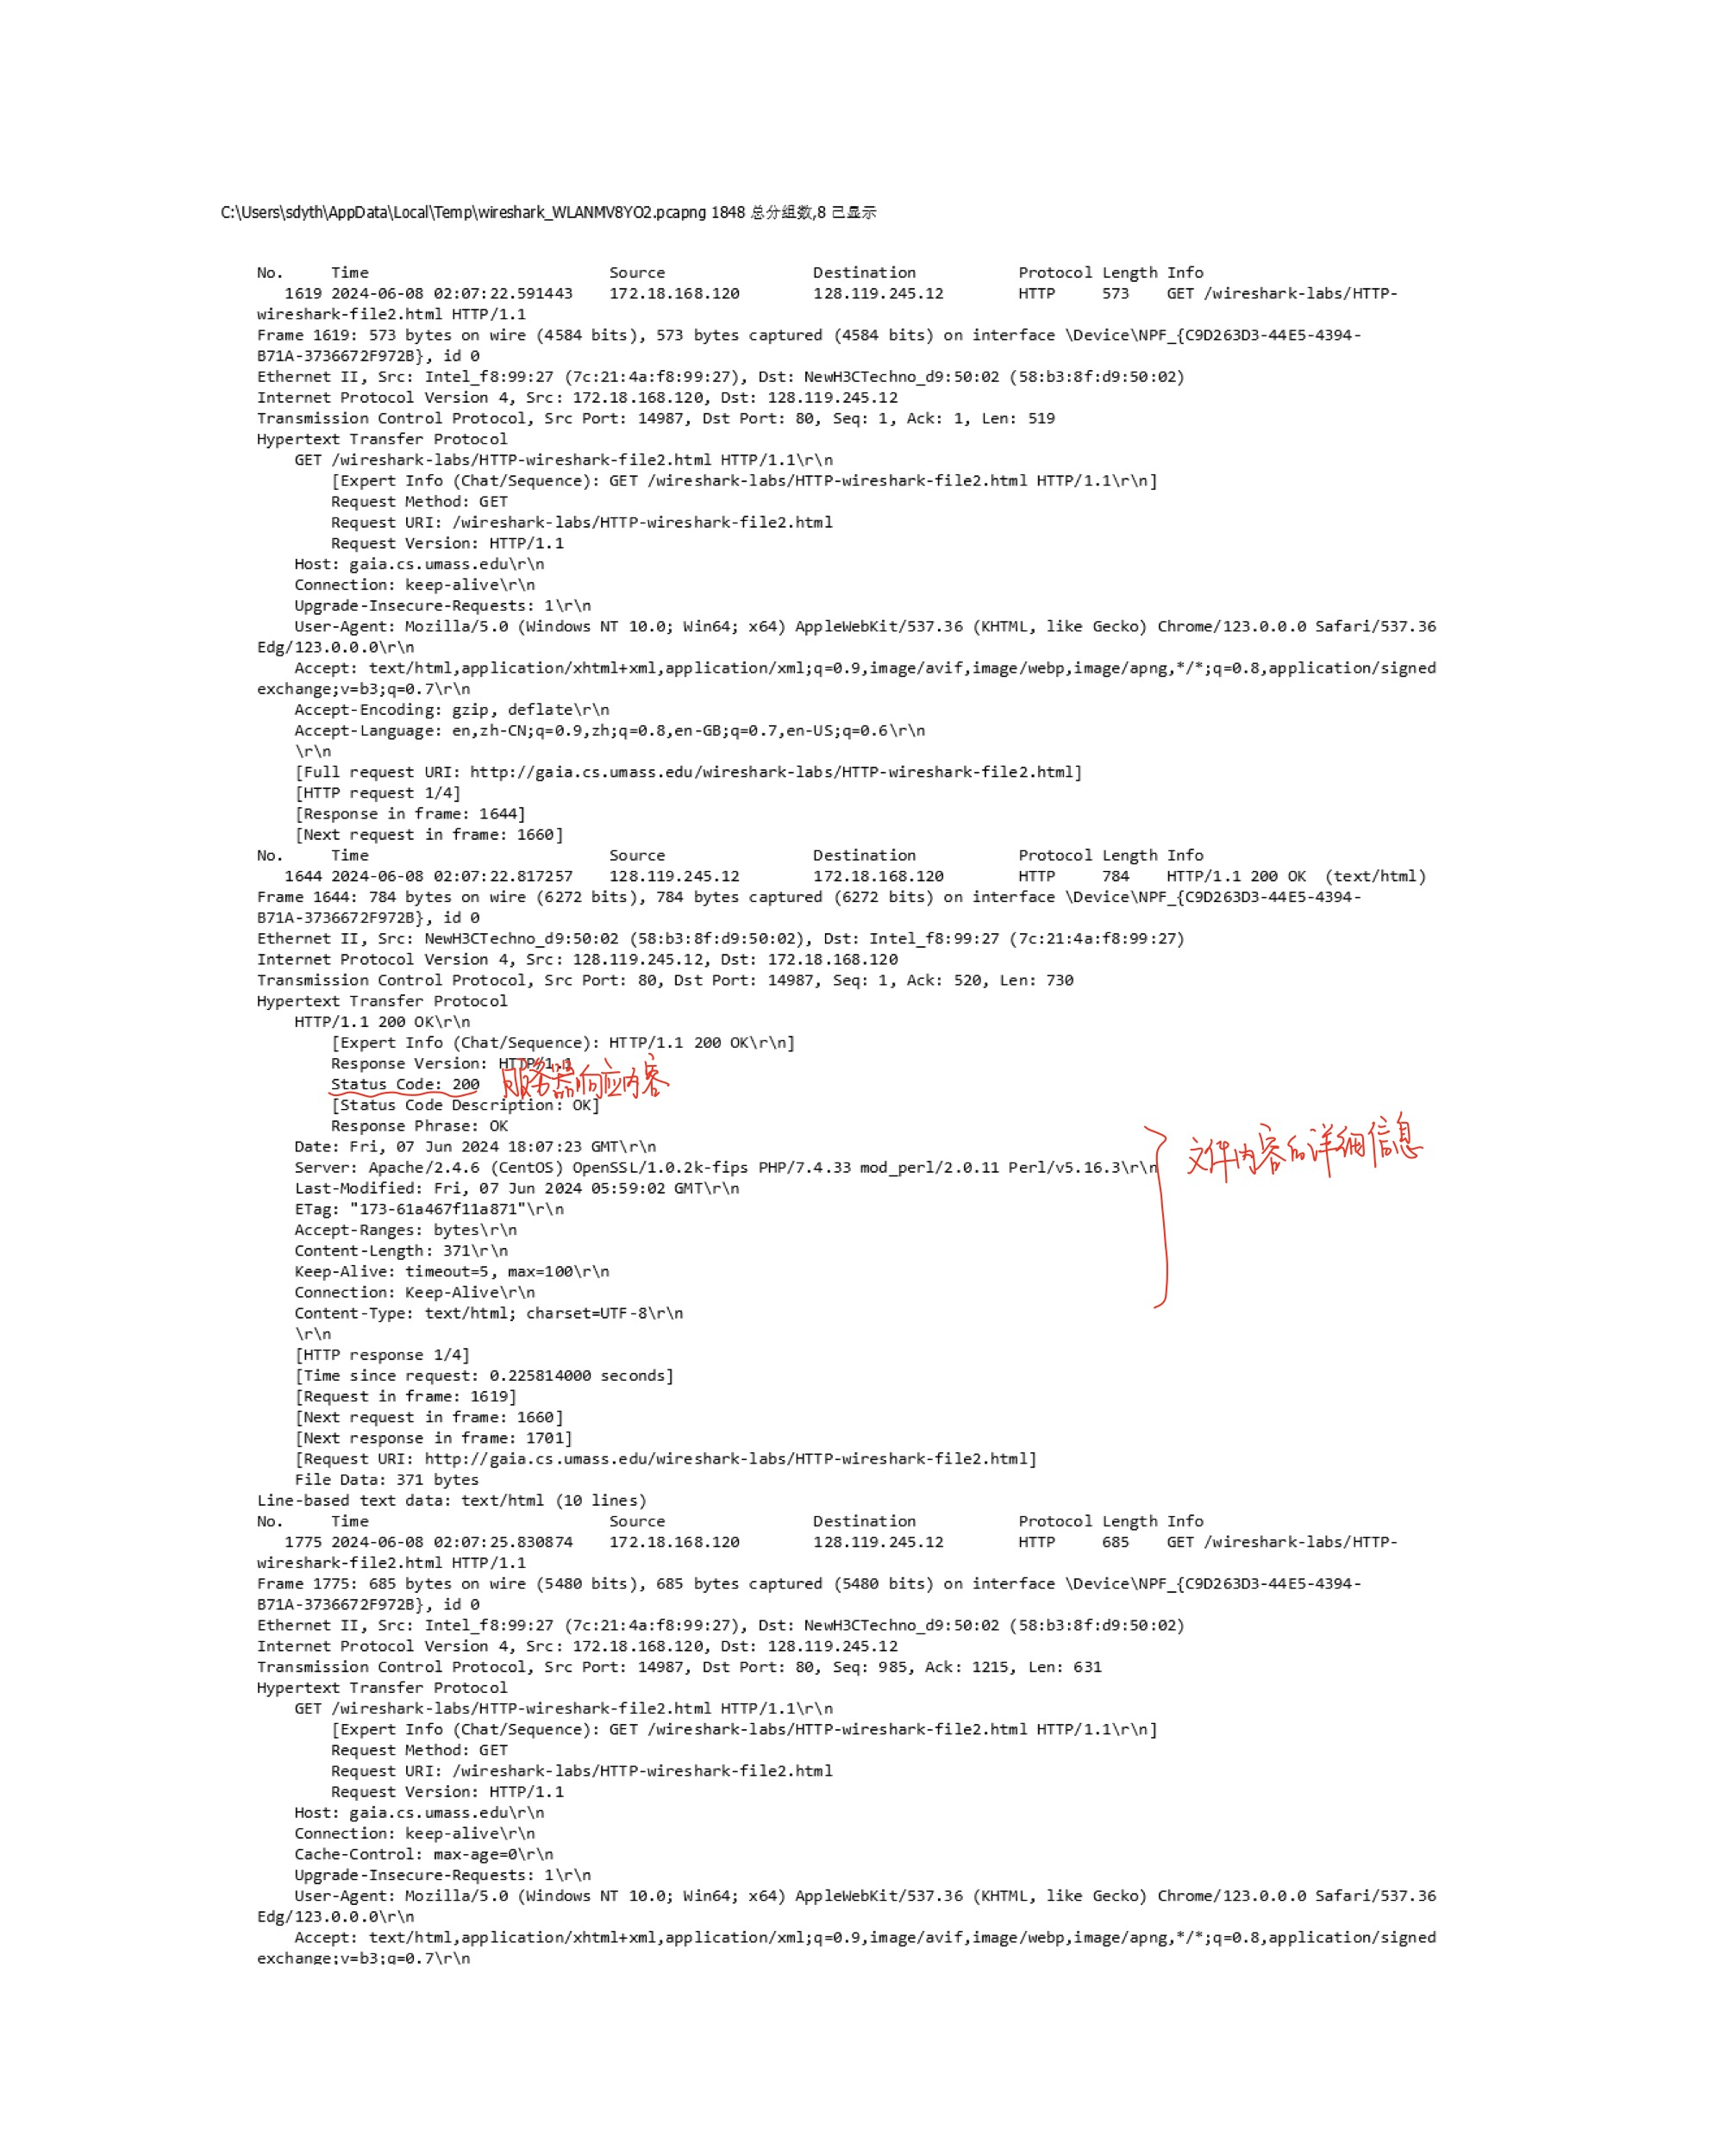 C:\Users\sdyth\AppData\Local\Temp\wireshark_WLANMV8YO2.pcapng 1848 总分组数,8 已显示
No. Time Source Destination Protocol Length Info
1619 2024-06-08 02:07:22.591443 172.18.168.120 128.119.245.12 HTTP 573 GET /wireshark-labs/HTTP-
wireshark-file2.html HTTP/1.1
Frame 1619: 573 bytes on wire (4584 bits), 573 bytes captured (4584 bits) on interface \Device\NPF_{C9D263D3-44E5-4394-
B71A-3736672F972B}, id 0
Ethernet II, Src: Intel_f8:99:27 (7c:21:4a:f8:99:27), Dst: NewH3CTechno_d9:50:02 (58:b3:8f:d9:50:02)
Internet Protocol Version 4, Src: 172.18.168.120, Dst: 128.119.245.12
Transmission Control Protocol, Src Port: 14987, Dst Port: 80, Seq: 1, Ack: 1, Len: 519
Hypertext Transfer Protocol
GET /wireshark-labs/HTTP-wireshark-file2.html HTTP/1.1\r\n
[Expert Info (Chat/Sequence): GET /wireshark-labs/HTTP-wireshark-file2.html HTTP/1.1\r\n]
Request Method: GET
Request URI: /wireshark-labs/HTTP-wireshark-file2.html
Request Version: HTTP/1.1
Host: gaia.cs.umass.edu\r\n
Connection: keep-alive\r\n
Upgrade-Insecure-Requests: 1\r\n
User-Agent: Mozilla/5.0 (Windows NT 10.0; Win64; x64) AppleWebKit/537.36 (KHTML, like Gecko) Chrome/123.0.0.0 Safari/537.36
Edg/123.0.0.0\r\n
Accept: text/html,application/xhtml+xml,application/xml;q=0.9,image/avif,image/webp,image/apng,*/*;q=0.8,application/signed
exchange;v=b3;q=0.7\r\n
Accept-Encoding: gzip, deflate\r\n
Accept-Language: en,zh-CN;q=0.9,zh;q=0.8,en-GB;q=0.7,en-US;q=0.6\r\n
\r\n
[Full request URI: http://gaia.cs.umass.edu/wireshark-labs/HTTP-wireshark-file2.html]
[HTTP request 1/4]
[Response in frame: 1644]
[Next request in frame: 1660]
No. Time Source Destination Protocol Length Info
1644 2024-06-08 02:07:22.817257 128.119.245.12 172.18.168.120 HTTP 784 HTTP/1.1 200 OK (text/html)
Frame 1644: 784 bytes on wire (6272 bits), 784 bytes captured (6272 bits) on interface \Device\NPF_{C9D263D3-44E5-4394-
B71A-3736672F972B}, id 0
Ethernet II, Src: NewH3CTechno_d9:50:02 (58:b3:8f:d9:50:02), Dst: Intel_f8:99:27 (7c:21:4a:f8:99:27)
Internet Protocol Version 4, Src: 128.119.245.12, Dst: 172.18.168.120
Transmission Control Protocol, Src Port: 80, Dst Port: 14987, Seq: 1, Ack: 520, Len: 730
Hypertext Transfer Protocol
HTTP/1.1 200 OK\r\n
[Expert Info (Chat/Sequence): HTTP/1.1 200 OK\r\n]
Response Version: HTTP/1.1
Status Code: 200 服务器响应内容
[Status Code Description: OK]
Response Phrase: OK
Date: Fri, 07 Jun 2024 18:07:23 GMT\r\n
文件内容的详细信息
Server: Apache/2.4.6 (CentOS) OpenSSL/1.0.2k-fips PHP/7.4.33 mod_perl/2.0.11 Perl/v5.16.3\r\n
Last-Modified: Fri, 07 Jun 2024 05:59:02 GMT\r\n
ETag: "173-61a467f11a871"\r\n
Accept-Ranges: bytes\r\n
Content-Length: 371\r\n
Keep-Alive: timeout=5, max=100\r\n
Connection: Keep-Alive\r\n
Content-Type: text/html; charset=UTF-8\r\n
\r\n
[HTTP response 1/4]
[Time since request: 0.225814000 seconds]
[Request in frame: 1619]
[Next request in frame: 1660]
[Next response in frame: 1701]
[Request URI: http://gaia.cs.umass.edu/wireshark-labs/HTTP-wireshark-file2.html]
File Data: 371 bytes
Line-based text data: text/html (10 lines)
No. Time Source Destination Protocol Length Info
1775 2024-06-08 02:07:25.830874 172.18.168.120 128.119.245.12 HTTP 685 GET /wireshark-labs/HTTP-
wireshark-file2.html HTTP/1.1
Frame 1775: 685 bytes on wire (5480 bits), 685 bytes captured (5480 bits) on interface \Device\NPF_{C9D263D3-44E5-4394-
B71A-3736672F972B}, id 0
Ethernet II, Src: Intel_f8:99:27 (7c:21:4a:f8:99:27), Dst: NewH3CTechno_d9:50:02 (58:b3:8f:d9:50:02)
Internet Protocol Version 4, Src: 172.18.168.120, Dst: 128.119.245.12
Transmission Control Protocol, Src Port: 14987, Dst Port: 80, Seq: 985, Ack: 1215, Len: 631
Hypertext Transfer Protocol
GET /wireshark-labs/HTTP-wireshark-file2.html HTTP/1.1\r\n
[Expert Info (Chat/Sequence): GET /wireshark-labs/HTTP-wireshark-file2.html HTTP/1.1\r\n]
Request Method: GET
Request URI: /wireshark-labs/HTTP-wireshark-file2.html
Request Version: HTTP/1.1
Host: gaia.cs.umass.edu\r\n
Connection: keep-alive\r\n
Cache-Control: max-age=0\r\n
Upgrade-Insecure-Requests: 1\r\n
User-Agent: Mozilla/5.0 (Windows NT 10.0; Win64; x64) AppleWebKit/537.36 (KHTML, like Gecko) Chrome/123.0.0.0 Safari/537.36
Edg/123.0.0.0\r\n
Accept: text/html,application/xhtml+xml,application/xml;q=0.9,image/avif,image/webp,image/apng,*/*;q=0.8,application/signed
exchange;v=b3;q=0.7\r\n